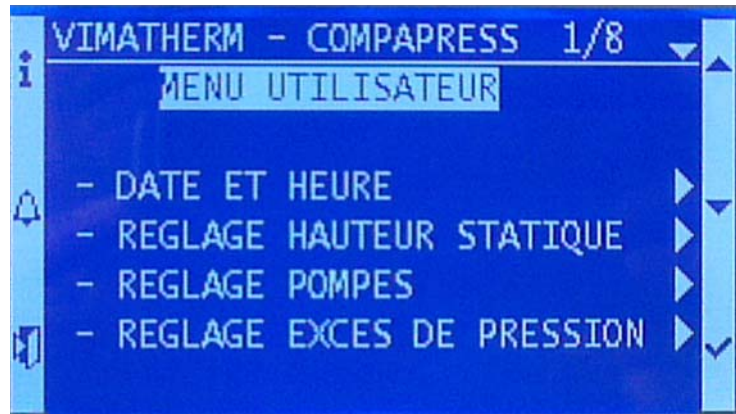 VIMATHERM - COMPAPRESS 1/8
MENU UTILISATEUR
- DATE ET HEURE
- REGLAGE HAUTEUR STATIQUE
- REGLAGE POMPES
- REGLAGE EXCES DE PRESSION